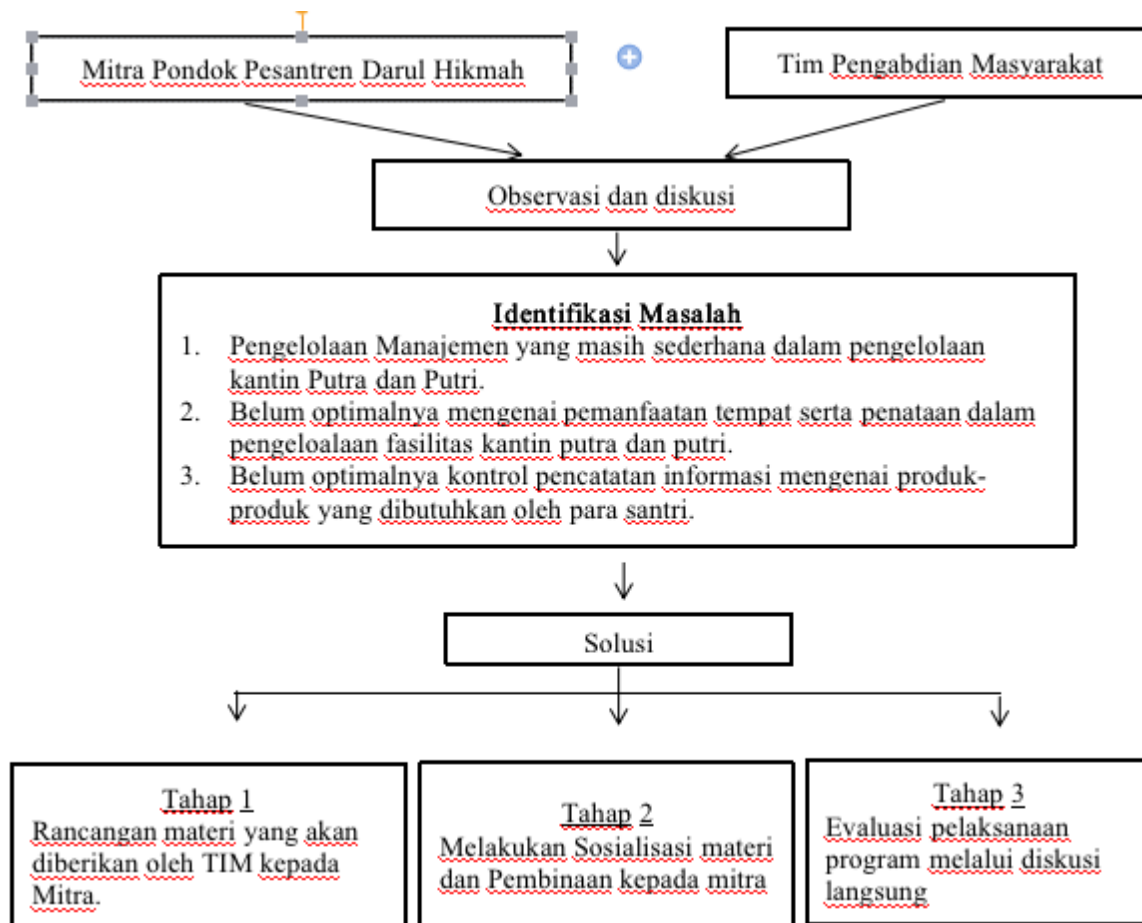 Mitra Pondok Pesantren Darul Hikmah
Tim Pengabdian Masyarakat
Observasi dan diskusi
Identifikasi Masalah
1. Pengelolaan Manajemen yang masih sederhana dalam pengelolaan
kantin Putra dan Putri.
2. Belum optimalnya mengenai pemanfaatan tempat serta penataan dalam
pengeloalaan fasilitas kantin putra dan putri.
3. Belum optimalnya kontrol pencatatan informasi mengenai produk-
produk yang dibutuhkan oleh para santri.
Solusi
Tahap 1
Rancangan materi yang akan
diberikan oleh TIM kepada
Mitra.
Tahap 2
Melakukan Sosialisasi materi
dan Pembinaan kepada mitra
Tahap 3
Evaluasi pelaksanaan
program melalui diskusi
langsung